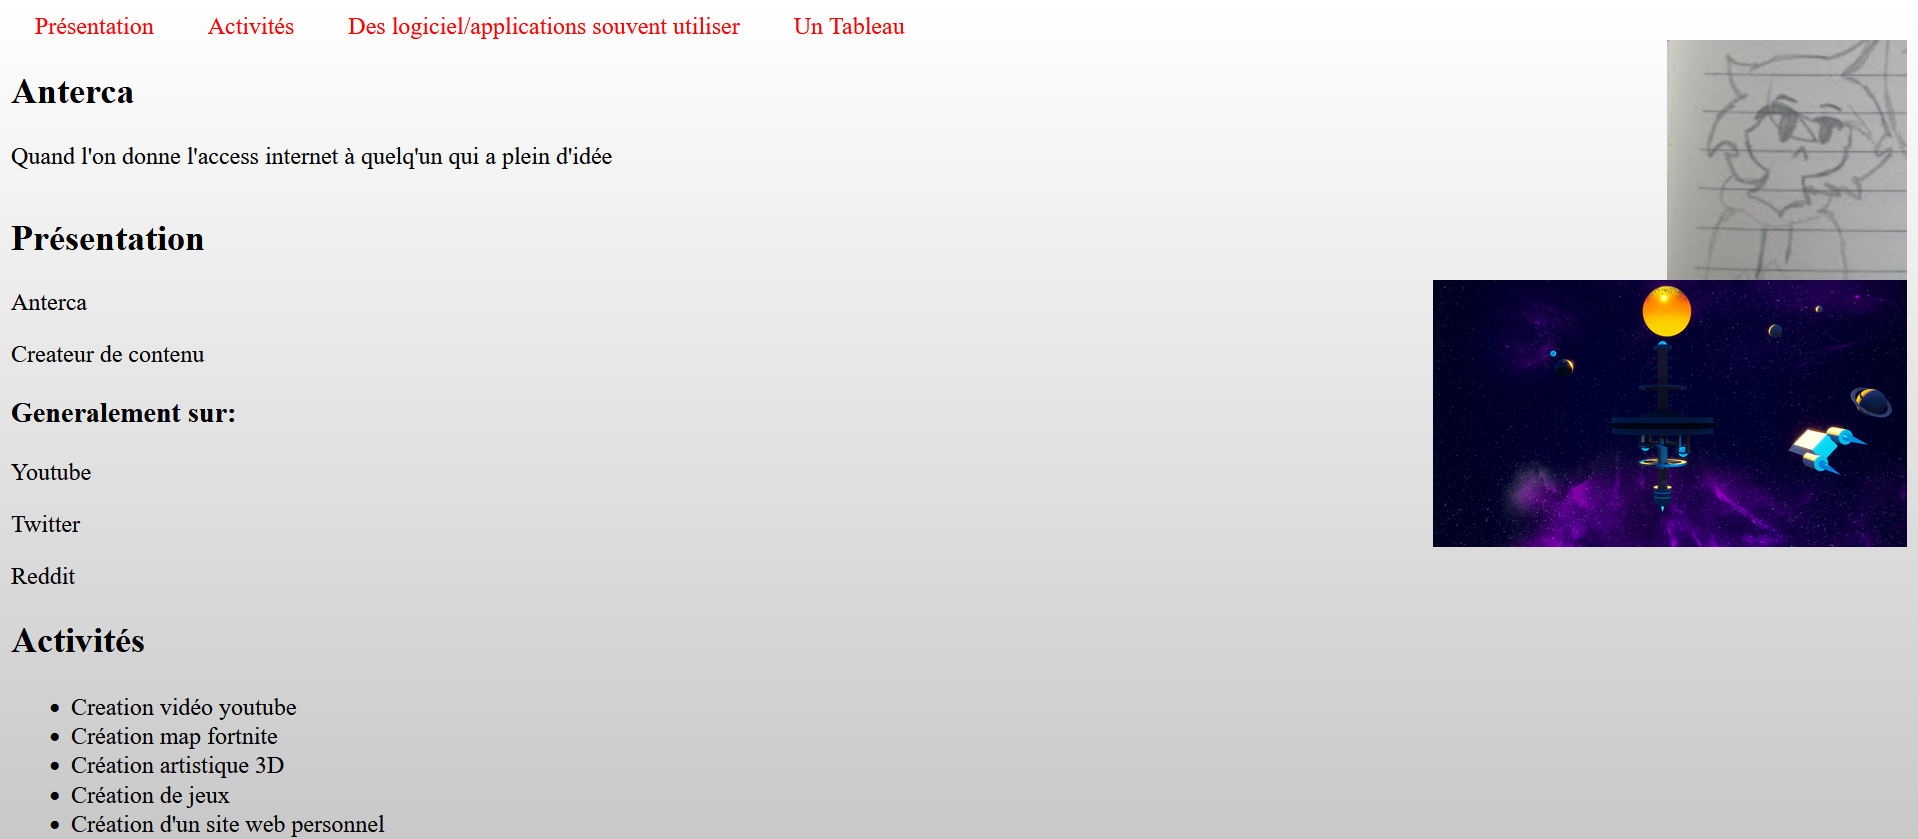 Présentation Activités Des logiciel/applications souvent utiliser Un Tableau
Anterca
Quand l'on donne l'access internet à quelq'un qui a plein d'idée
Présentation
Anterca
Createur de contenu
Generalement sur:
Youtube
Twitter
Reddit
Activités
Creation vidéo youtube
Création map fortnite
Création artistique 3D
Création de jeux
Création d'un site web personnel